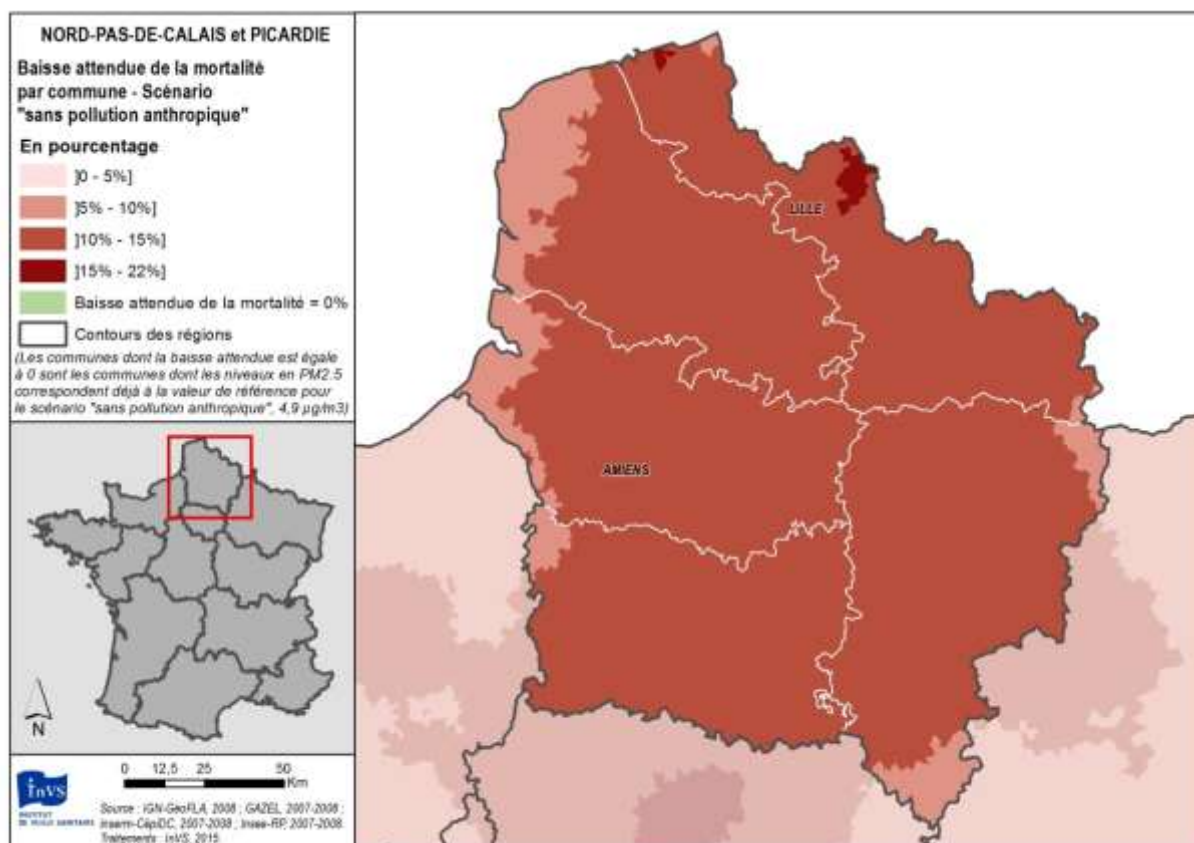 NORD-PAS-DE-CALAIS et PICARDIE
Baisse attendue de la mortalité
par commune - Scénario
"sans pollution anthropique"
En pourcentage
]0 - 5%]
]5% - 10%]
]10% - 15%]
]15% - 22%]
Baisse attendue de la mortalité = 0%
Contours des régions
(Les communes dont la baisse attendue est égale
à 0 sont les communes dont les niveaux en PM2.5
correspondent déjà à la valeur de référence pour
le scénario "sans pollution anthropique", 4,9 µg/m3)
N
0 12,5 25 50
Km
InVS
INSTITUT
DE VEILLE SANITAIRE
Source : IGN-GéoFLA, 2008 ; GAZEL, 2007-2008 ;
Inserm-CépiDC, 2007-2008 ; Insee-RP, 2007-2008.
Traitements : InVS, 2015.
LILLE
AMIENS